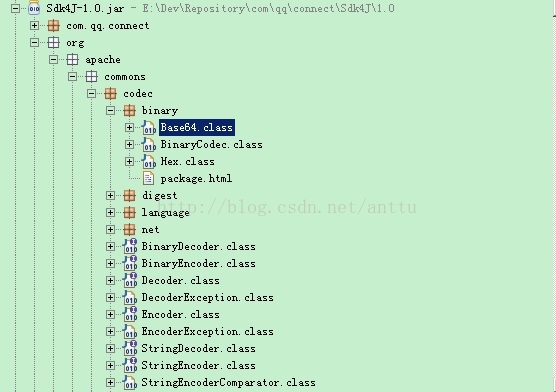 Sdk4J-1.0.jar - E:\Dev\Repository\com\qq\connect\Sdk4J\1.0
com.qq.connect
org
apache
commons
codec
binary
Base64.class
BinaryCodec.class
Hex.class
package.html
digest
language
http://blog.csdn.net/anttu
net
BinaryDecoder.class
BinaryEncoder.class
Decoder.class
DecoderException.class
Encoder.class
EncoderException.class
StringDecoder.class
StringEncoder.class
StringEncoderComparator.class